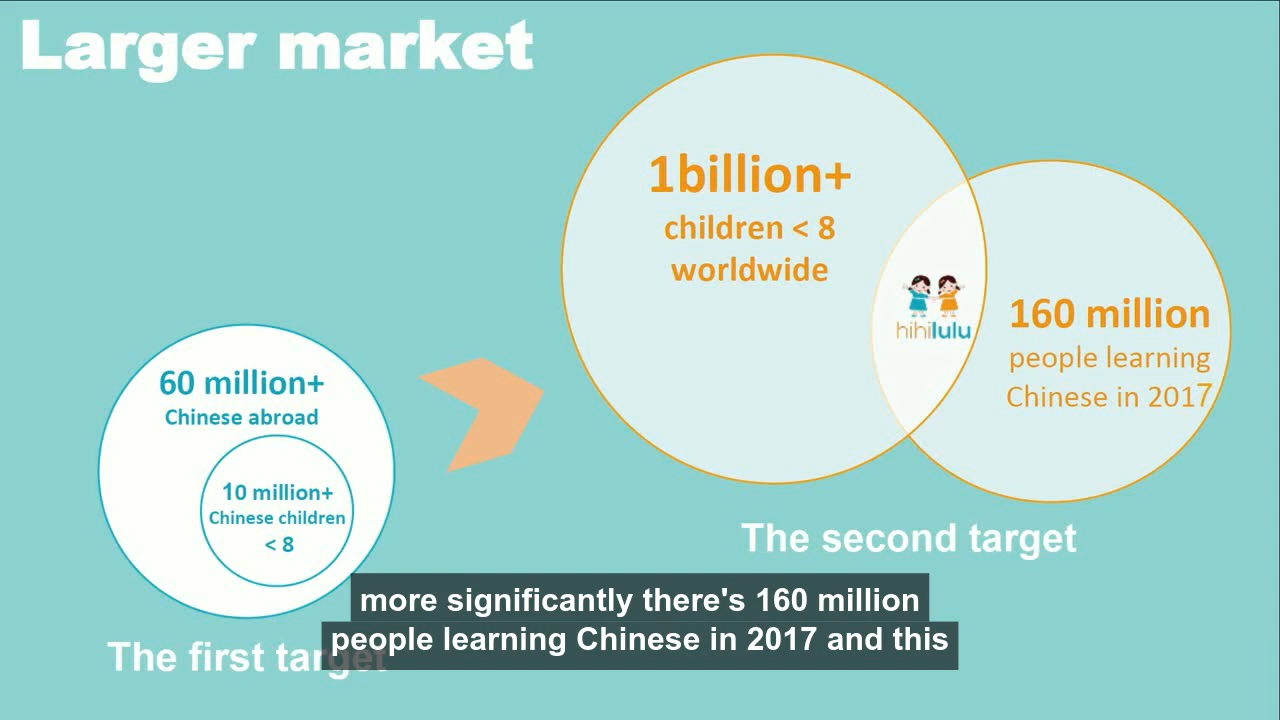 Larger market
60 million+
Chinese abroad
10 million+
Chinese children
< 8
The first target
1billion+
children < 8
worldwide
hihilulu
160 million
people learning
Chinese in 2017
The second target
more significantly there's 160 million
people learning Chinese in 2017 and this